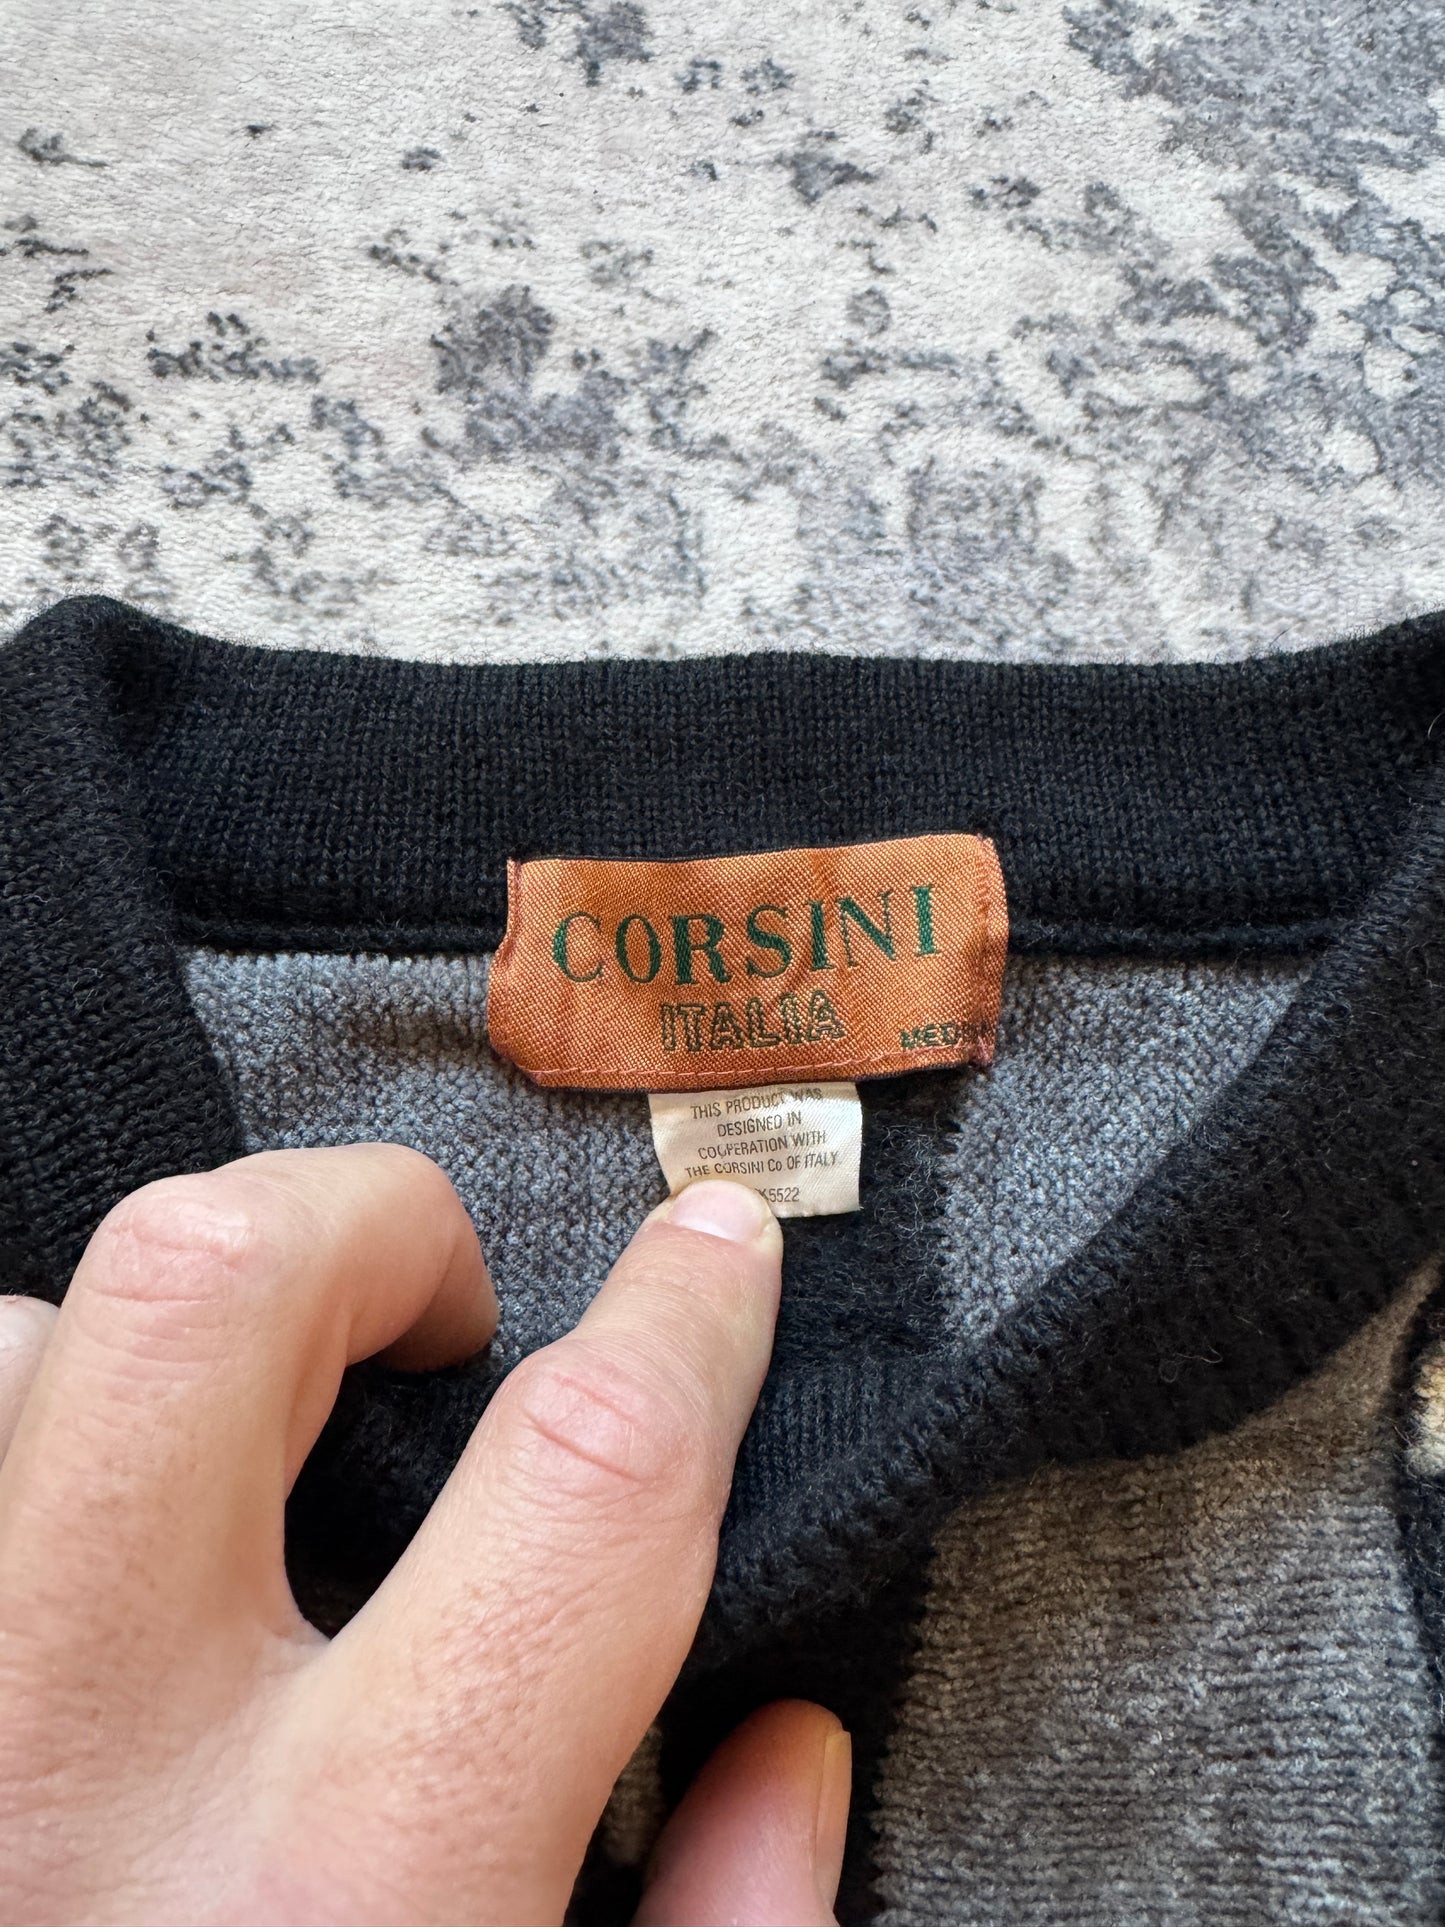 CORSINI
ITALIA
THIS PRODUCT WAS
DESIGNED IN
COOPERATION WITH
THE CORSINI Co OF ITALY